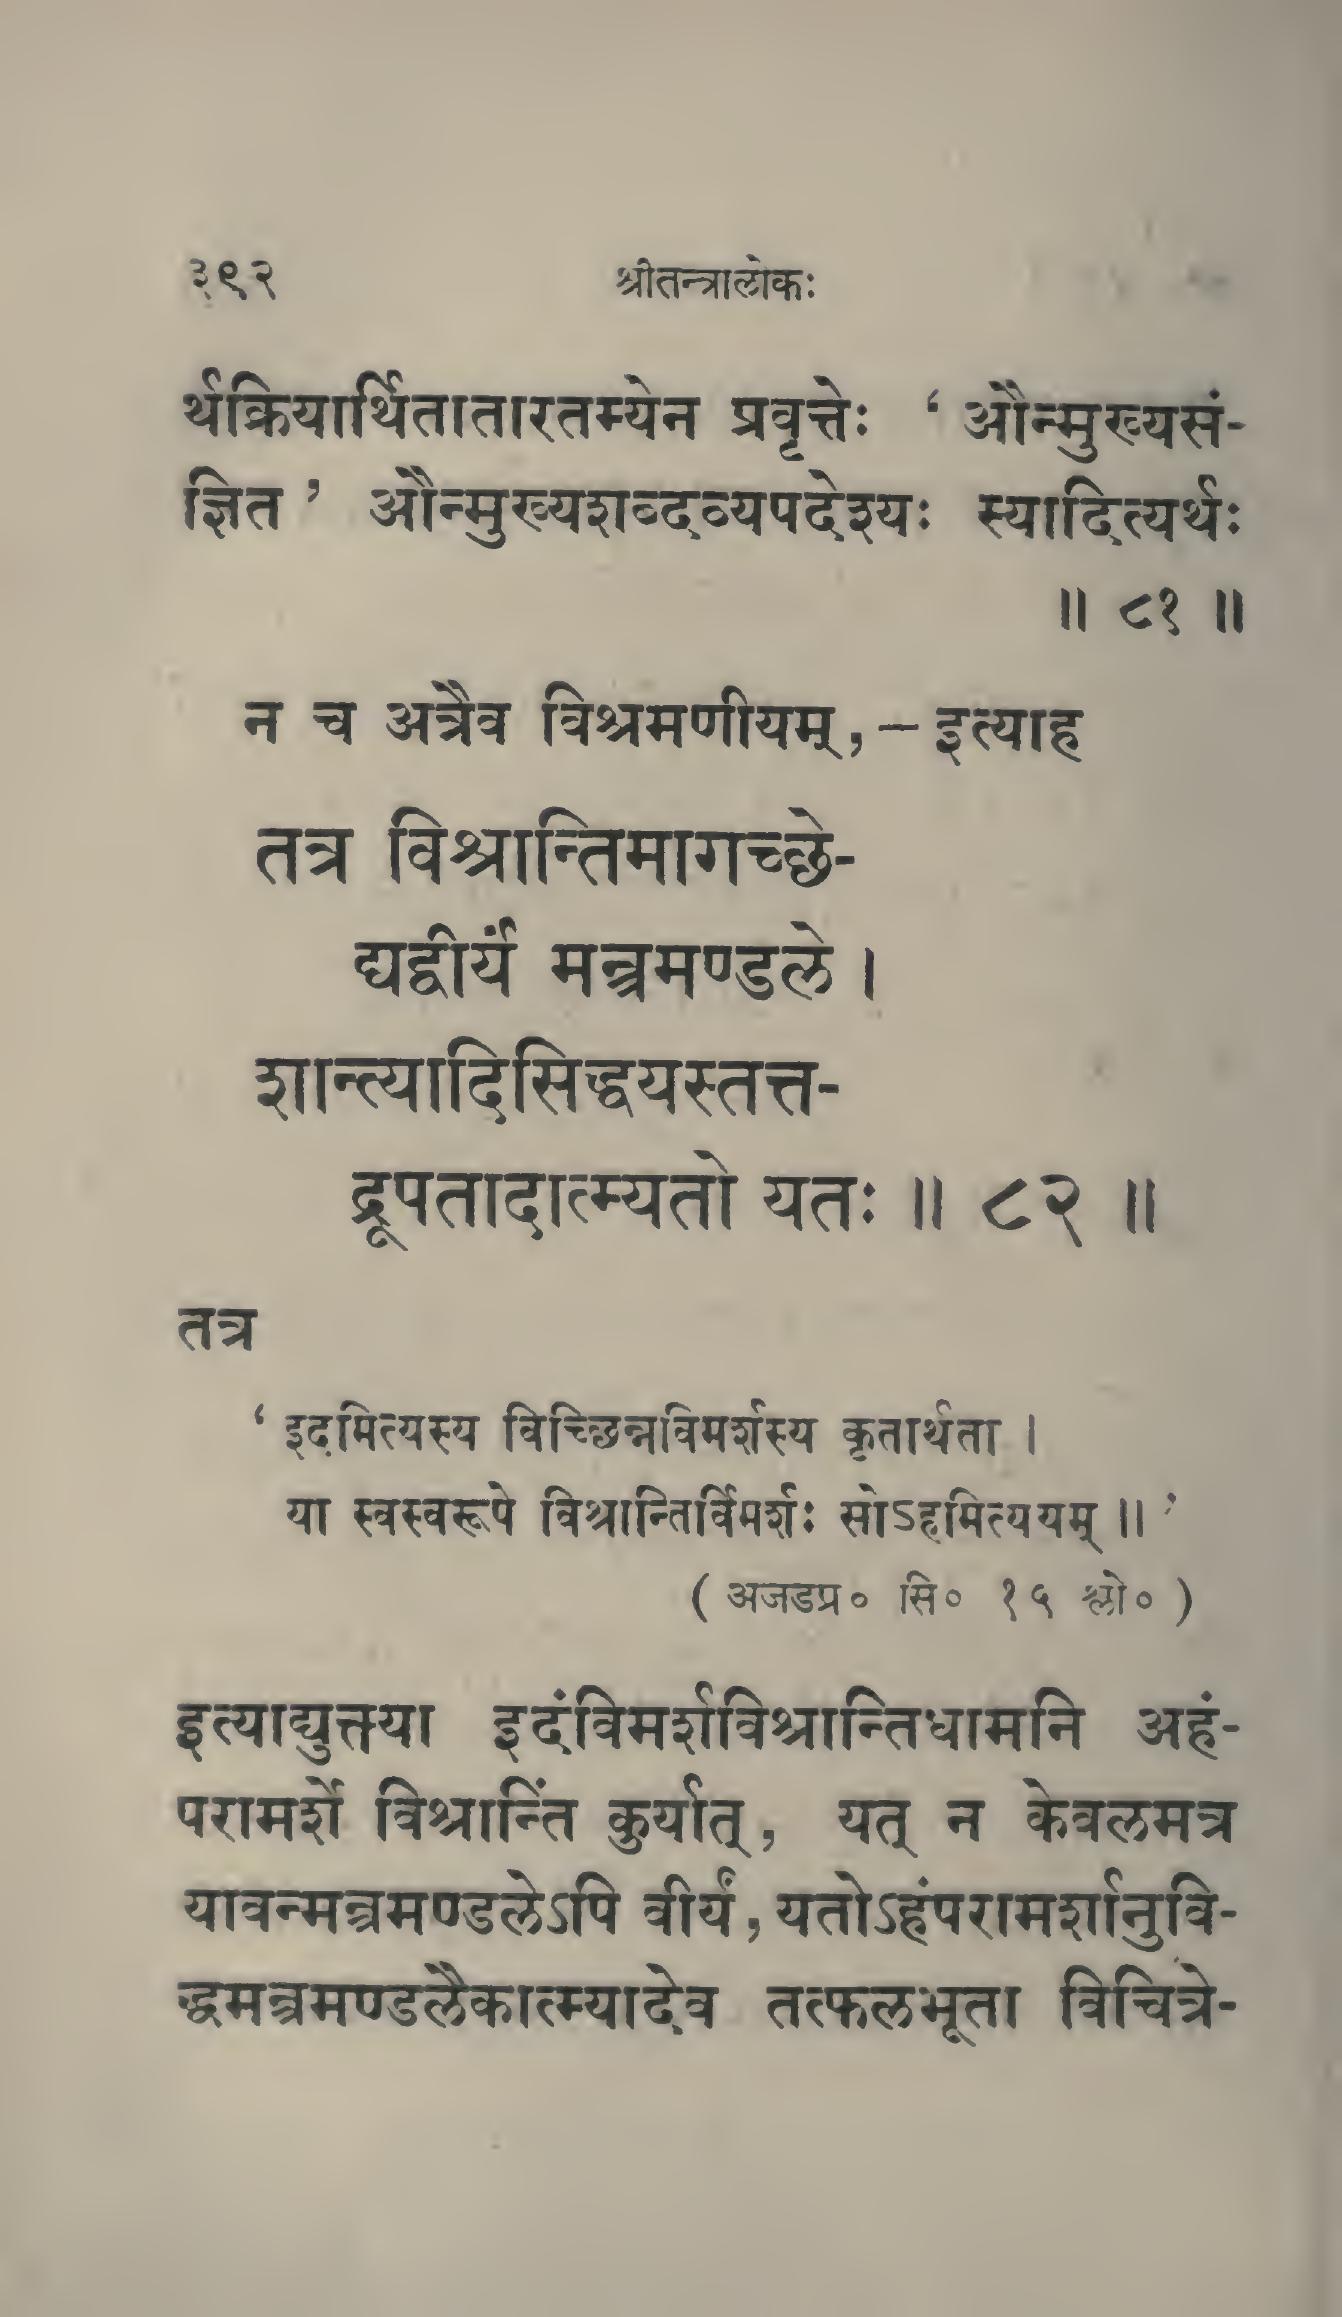 ३९२ श्रीतन्त्रालोकः
र्थक्रियार्थितातारतम्येन प्रवृत्तेः ‘ औन्मुख्यसं-
ज्ञित ’ औन्मुख्यशब्दव्यपदेश्यः स्यादित्यर्थः
॥ ८१ ॥
न च अत्रैव विश्रमणीयम्, – इत्याह
तत्र विश्रान्तिमागच्छे-
द्यद्वीर्यं मन्त्रमण्डले ।
शान्त्यादिसिद्धयस्तत्त-
द्रूपतादात्म्यतो यतः ॥ ८२ ॥
तत्र
‘ इदमित्यस्य विच्छिन्नविमर्शस्य कृतार्थता ।
या स्वस्वरूपे विश्रान्तिर्विमर्शः सोऽहमित्ययम् ॥ ’
( अजडप्र० सि० १५ श्लो० )
इत्याद्युक्तया इदंविमर्शविश्रान्तिधामनि अहं-
परामर्शे विश्रान्तिं कुर्यात्, यत् न केवलमत्र
यावन्मन्त्रमण्डलेऽपि वीर्यं, यतोऽहंपरामर्शानुवि-
द्धमन्त्रमण्डलैकात्म्यादेव तत्फलभूता विचित्रे-